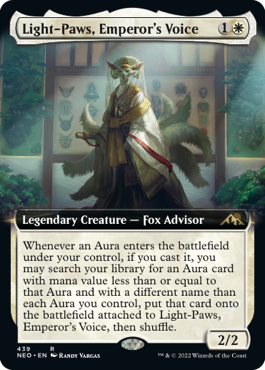 Light-Paws, Emperor's Voice 1
Legendary Creature — Fox Advisor
Whenever an Aura enters the battlefield
under your control, if you cast it, you
may search your library for an Aura card
with mana value less than or equal to
that Aura and with a different name than
each Aura you control, put that card onto
the battlefield attached to Light-Paws,
Emperor's Voice, then shuffle.
2/2
439 R
NEO • EN RANDY VARGAS ™ & © 2022 Wizards of the Coast